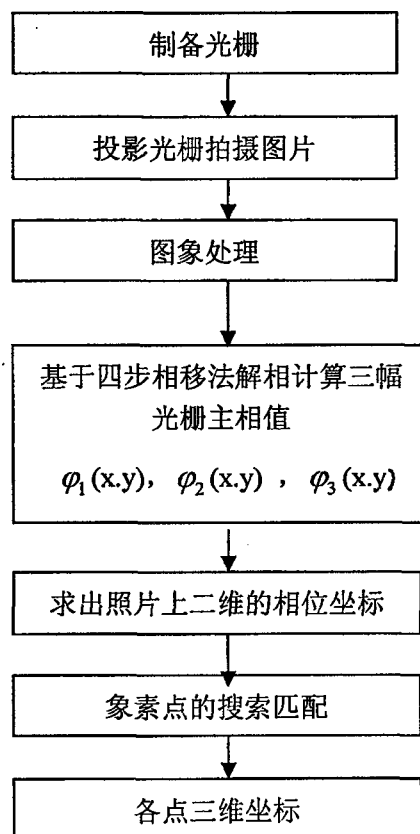 制备光栅
投影光栅拍摄图片
图象处理
基于四步相移法解相计算三幅
光栅主相值
φ₁(x.y)，φ₂(x.y)，φ₃(x.y)
求出照片上二维的相位坐标
象素点的搜索匹配
各点三维坐标